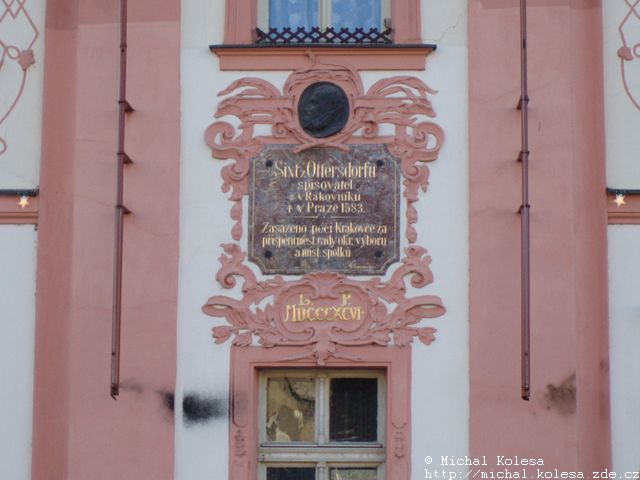 Sixt z Ottersdorfu
spisovatel
* v Rakovníku
† v Praze 1583.
Zasazeno péčí Krakovce za
přispění měst. rady okr. výboru
a míst. spolků
L. P.
MDCCCXCVI.
© Michal Kolesa
http://michal.kolesa.zde.cz